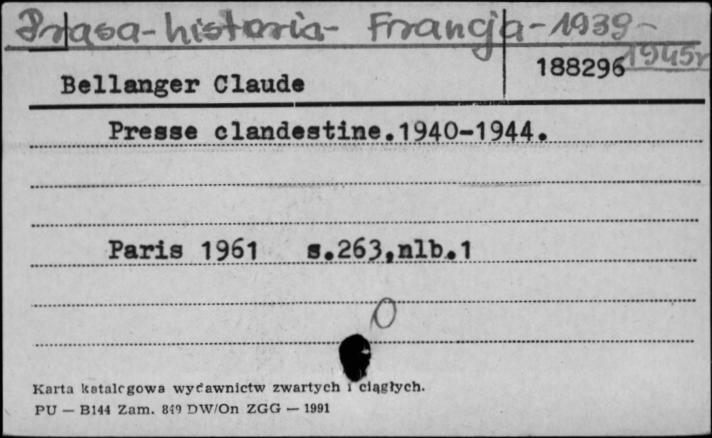 Prasa-historia- Francja-1939-
1945r
188296
Bellanger Claude
Presse clandestine.1940-1944.
Paris 1961 s.263,nlb.1
0
Karta katalogowa wydawnictw zwartych i ciągłych.
PU — B144 Zam. 849 DW/On ZGG — 1991